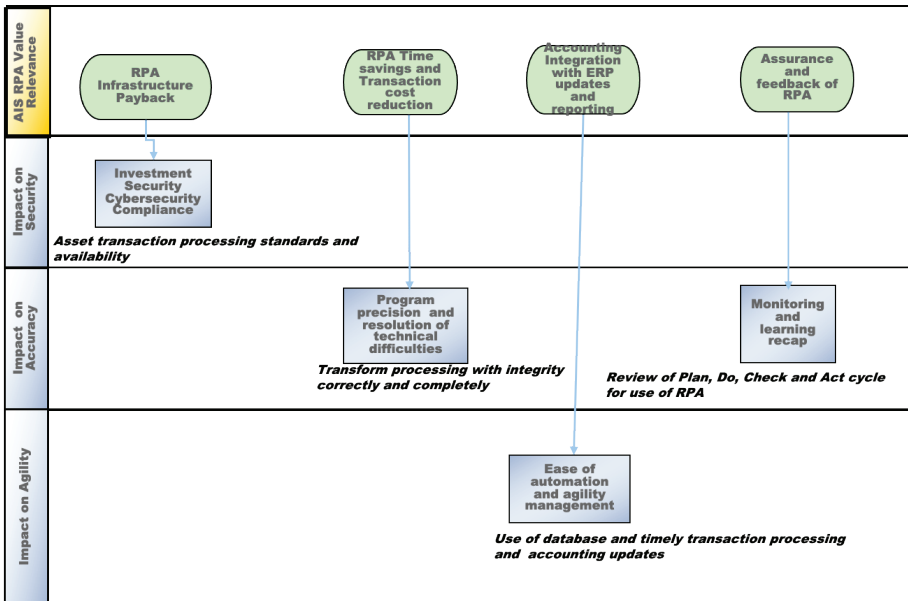 AIS RPA Value
Relevance
RPA
Infrastructure
Payback
RPA Time
savings and
Transaction
cost
reduction
Accounting
Integration
with ERP
updates
and
reporting
Assurance
and
feedback of
RPA
Impact on
Security
Investment
Security
Cybersecurity
Compliance
Asset transaction processing standards and
availability
Impact on
Accuracy
Program
precision and
resolution of
technical
difficulties
Transform processing with integrity
correctly and completely
Monitoring
and
learning
recap
Review of Plan, Do, Check and Act cycle
for use of RPA
Impact on Agility
Ease of
automation
and agility
management
Use of database and timely transaction processing
and accounting updates